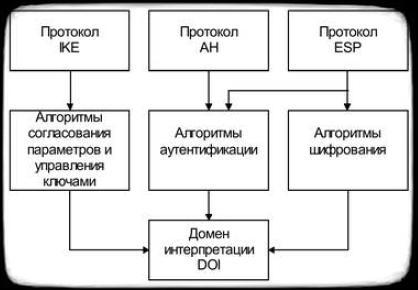 Протокол
IKE
Протокол
AH
Протокол
ESP
Алгоритмы
согласования
параметров и
управления
ключами
Алгоритмы
аутентификации
Алгоритмы
шифрования
Домен
интерпретации
DOI